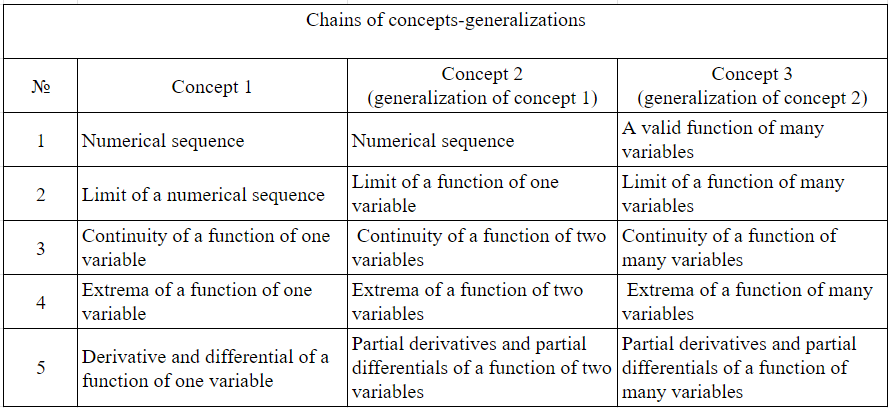 Chains of concepts-generalizations
№
Concept 1
Concept 2
(generalization of concept 1)
Concept 3
(generalization of concept 2)
1
Numerical sequence
Numerical sequence
A valid function of many
variables
2
Limit of a numerical sequence
Limit of a function of one
variable
Limit of a function of many
variables
3
Continuity of a function of one
variable
Continuity of a function of two
variables
Continuity of a function of
many variables
4
Extrema of a function of one
variable
Extrema of a function of two
variables
Extrema of a function of many
variables
5
Derivative and differential of a
function of one variable
Partial derivatives and partial
differentials of a function of two
variables
Partial derivatives and partial
differentials of a function of
many variables